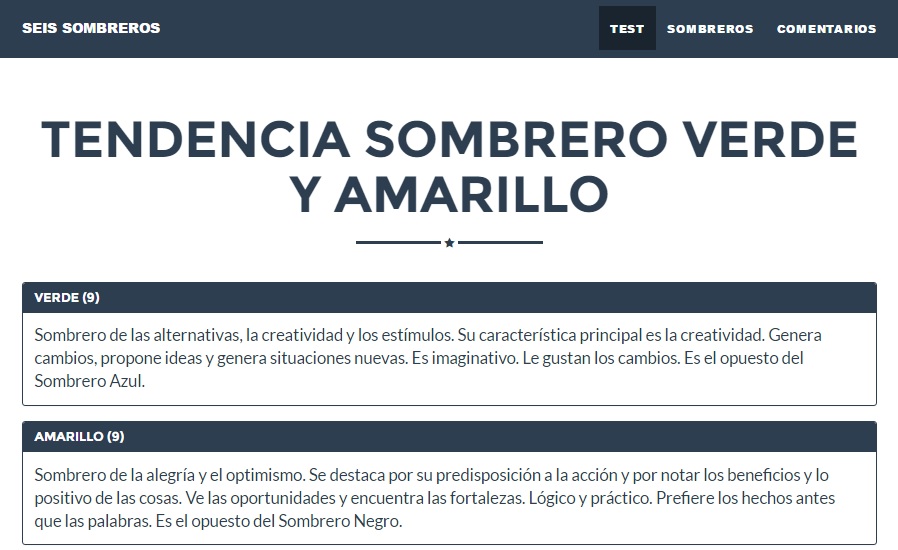 SEIS SOMBREROS
TEST SOMBREROS COMENTARIOS
TENDENCIA SOMBRERO VERDE
Y AMARILLO
VERDE (9)
Sombrero de las alternativas, la creatividad y los estímulos. Su característica principal es la creatividad. Genera
cambios, propone ideas y genera situaciones nuevas. Es imaginativo. Le gustan los cambios. Es el opuesto del
Sombrero Azul.
AMARILLO (9)
Sombrero de la alegría y el optimismo. Se destaca por su predisposición a la acción y por notar los beneficios y lo
positivo de las cosas. Ve las oportunidades y encuentra las fortalezas. Lógico y práctico. Prefiere los hechos antes
que las palabras. Es el opuesto del Sombrero Negro.